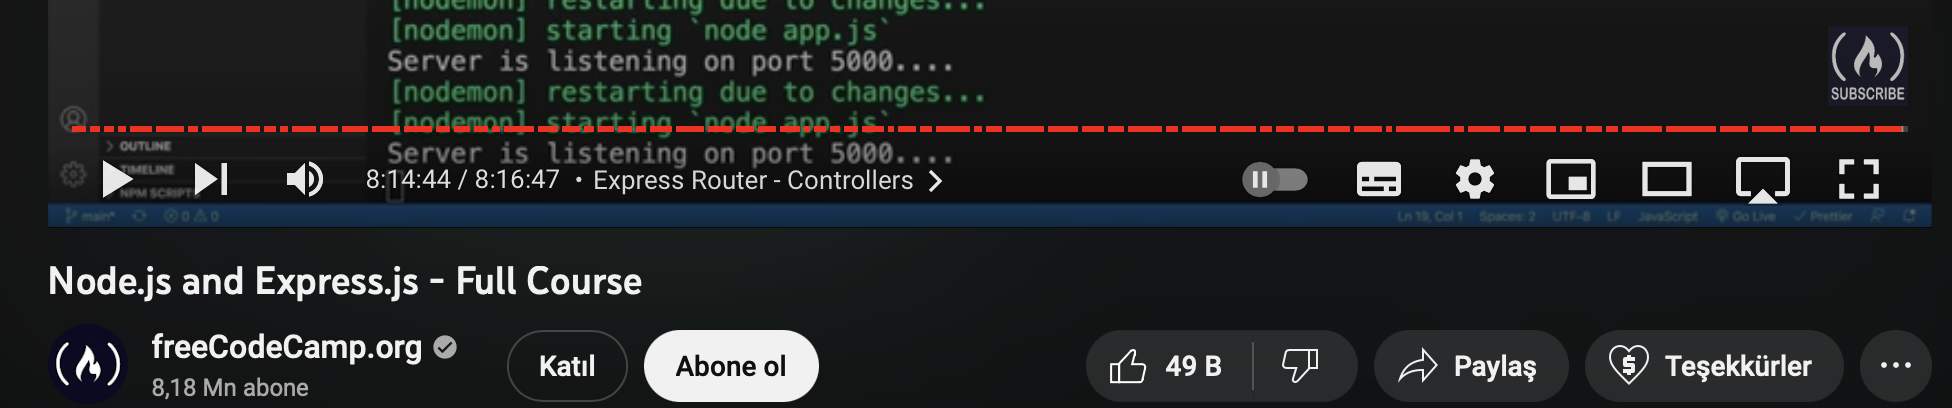 [nodemon] restarting due to changes...
[nodemon] starting `node app.js`
Server is listening on port 5000....
[nodemon] restarting due to changes...
[nodemon] starting `node app.js`
Server is listening on port 5000....
SUBSCRIBE
OUTLINE
TIMELINE
NPM SCRIPTS
8:14:44 / 8:16:47 • Express Router - Controllers
main* 0 0 Ln 19, Col 1 Spaces: 2 UTF-8 LF JavaScript Go Live Prettier
Node.js and Express.js - Full Course
freeCodeCamp.org
8,18 Mn abone
Katıl
Abone ol
49 B
Paylaş
Teşekkürler